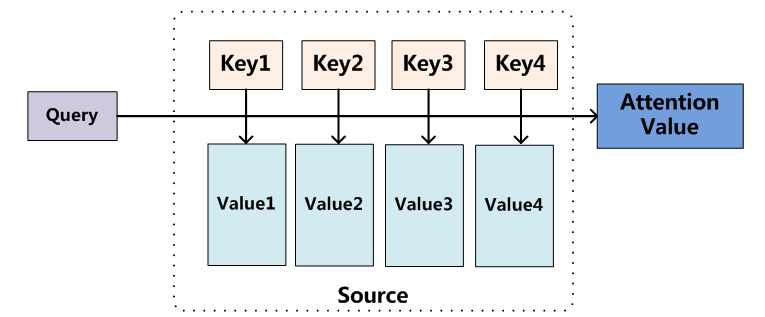 Key1
Key2
Key3
Key4
Query
Attention
Value
Value1
Value2
Value3
Value4
Source